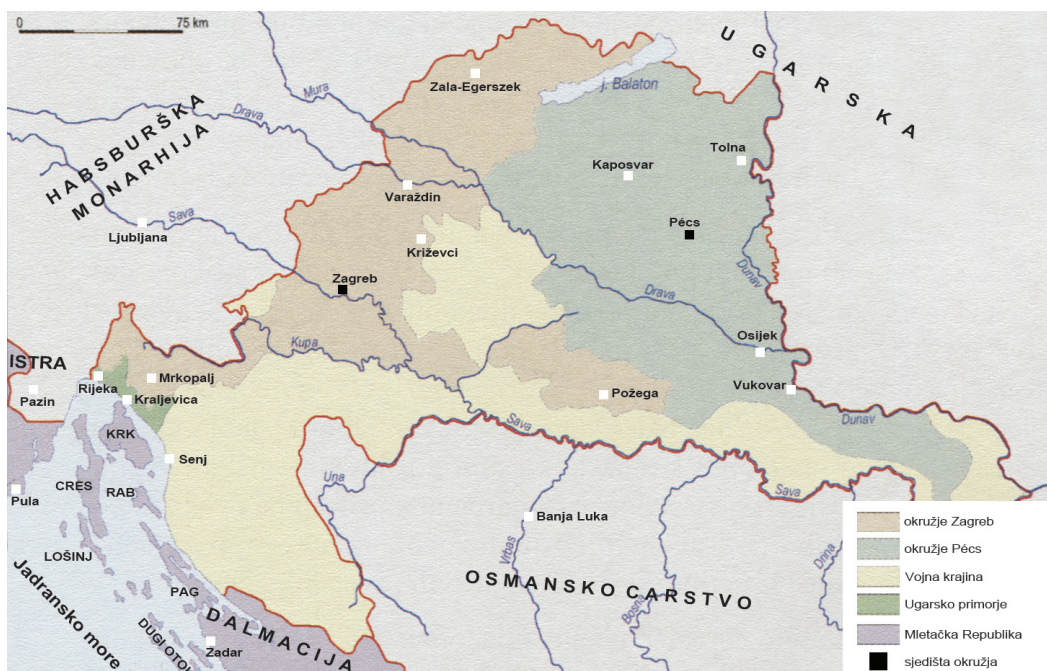 0 75 km
UGARSKA
Zala-Egerszek
j. Balaton
Mura
HABSBURŠKA
MONARHIJA
Drava
Tolna
Kaposvar
Varaždin
Sava
Ljubljana
Križevci
Pécs
Dunav
Zagreb
Drava
Osijek
Kupa
ISTRA
Rijeka
Mrkopalj
Pazin
Kraljevica
Požega
Vukovar
Dunav
KRK
Sava
Senj
Una
CRES
RAB
Pula
Sava
Banja Luka
Vrbas
LOŠINJ
Jadransko more
OSMANSKO CARSTVO
Bosna
Drina
PAG
DALMACIJA
DUGI OTOK
Zadar
okružje Zagreb
okružje Pécs
Vojna krajina
Ugarsko primorje
Mletačka Republika
sjedišta okružja